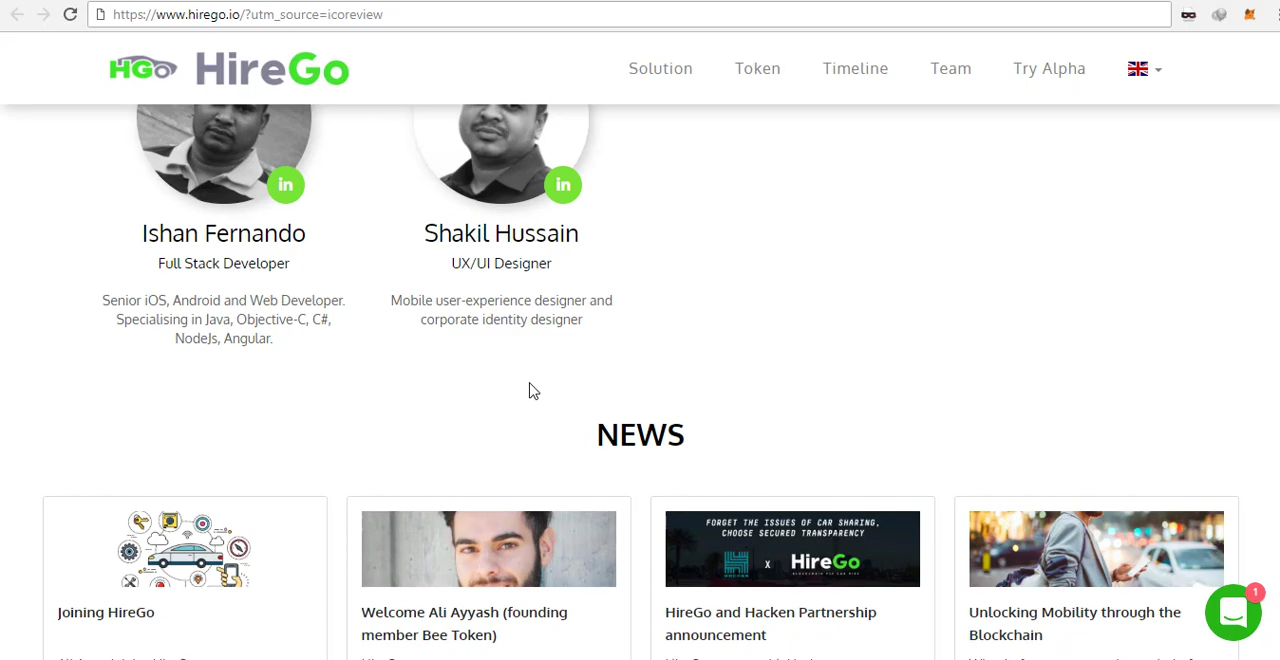 https://www.hirego.io/?utm_source=icoreview
HGo HireGo
Solution Token Timeline Team Try Alpha
in in
Ishan Fernando
Full Stack Developer
Senior iOS, Android and Web Developer.
Specialising in Java, Objective-C, C#,
NodeJs, Angular.
Shakil Hussain
UX/UI Designer
Mobile user-experience designer and
corporate identity designer
NEWS
Joining HireGo
Welcome Ali Ayyash (founding
member Bee Token)
FORGET THE ISSUES OF CAR SHARING,
CHOOSE SECURED TRANSPARENCY
X HireGo
HireGo and Hacken Partnership
announcement
Unlocking Mobility through the
Blockchain
1